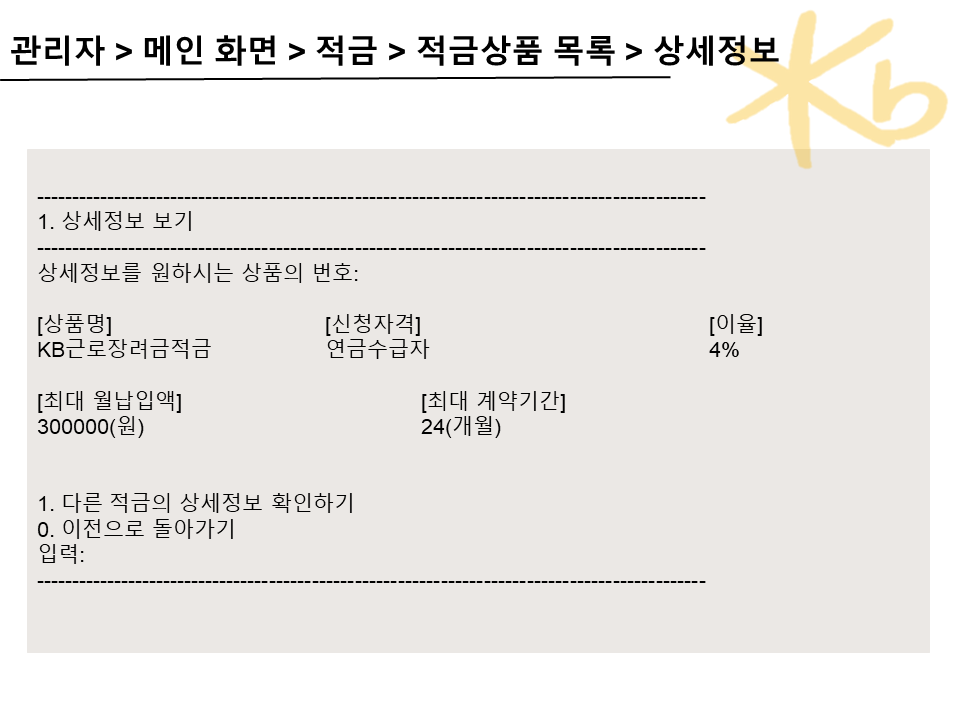 관리자 > 메인 화면 > 적금 > 적금상품 목록 > 상세정보
Kb
-----------------------------------------------------------------------------------------------
1. 상세정보 보기
-----------------------------------------------------------------------------------------------
상세정보를 원하시는 상품의 번호:
[상품명] [신청자격] [이율]
KB근로장려금적금 연금수급자 4%
[최대 월납입액] [최대 계약기간]
300000(원) 24(개월)
1. 다른 적금의 상세정보 확인하기
0. 이전으로 돌아가기
입력:
-----------------------------------------------------------------------------------------------